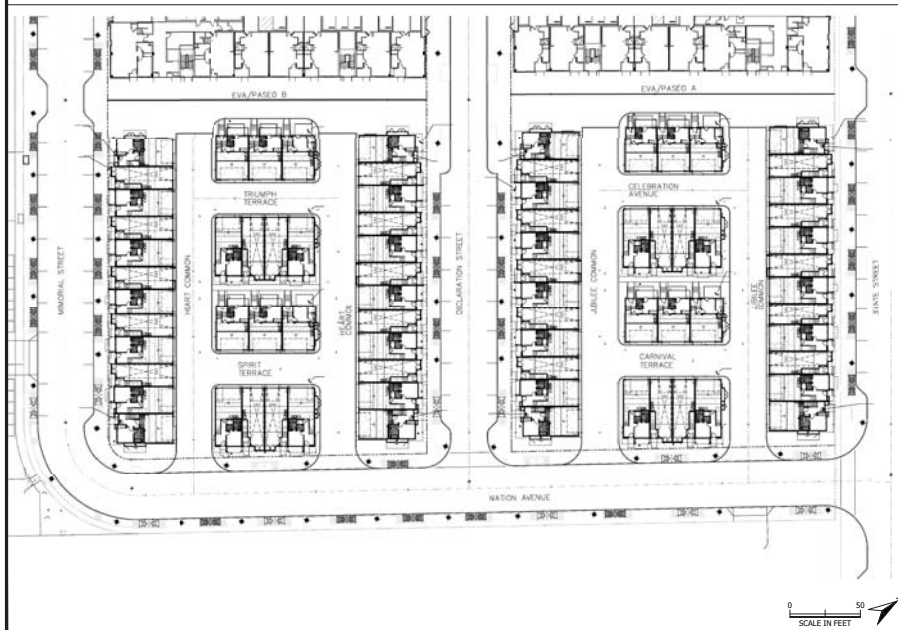 EVA/PASEO B
EVA/PASEO A
TRIUMPH
TERRACE
CELEBRATION
AVENUE
MEMORIAL STREET
HEART COMMON
HEART
COMMON
DECLARATION STREET
JUBILEE COMMON
JUBILEE
COMMON
STATE STREET
SPIRIT
TERRACE
CARNIVAL
TERRACE
NATION AVENUE
0 50
SCALE IN FEET